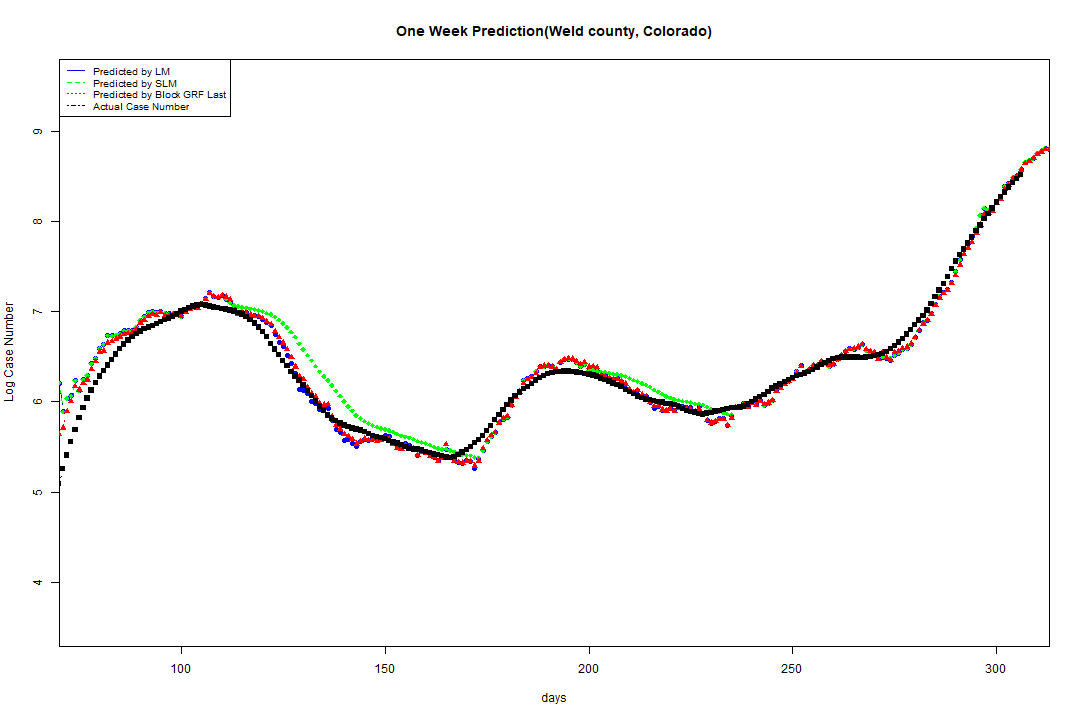 One Week Prediction(Weld county, Colorado)
Predicted by LM
Predicted by SLM
Predicted by Block GRF Last
Actual Case Number
9
8
7
6
5
4
Log Case Number
100 150 200 250 300
days